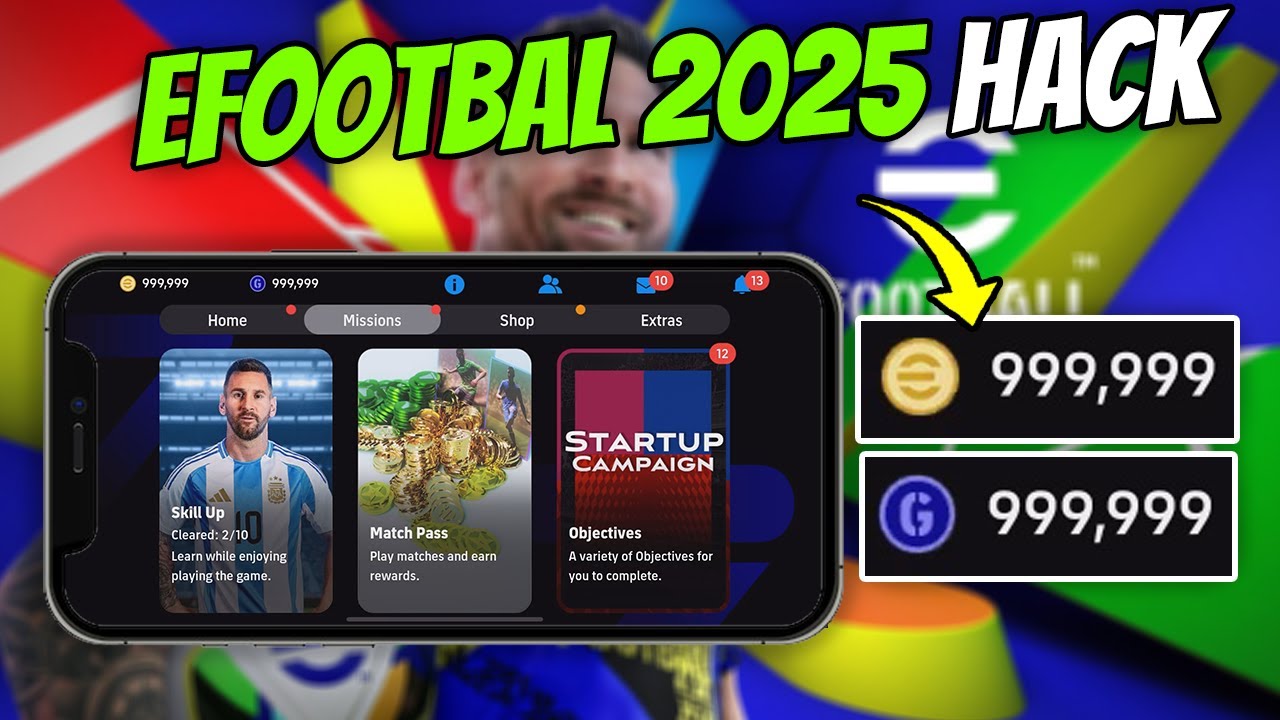 EFOOTBAL 2025 HACK
999,999
999,999
10
13
Home
Missions
Shop
Extras
12
Skill Up
Cleared: 2/10
Learn while enjoying
playing the game.
Match Pass
Play matches and earn
rewards.
STARTUP
CAMPAIGN
Objectives
A variety of Objectives for
you to complete.
TM
999,999
999,999